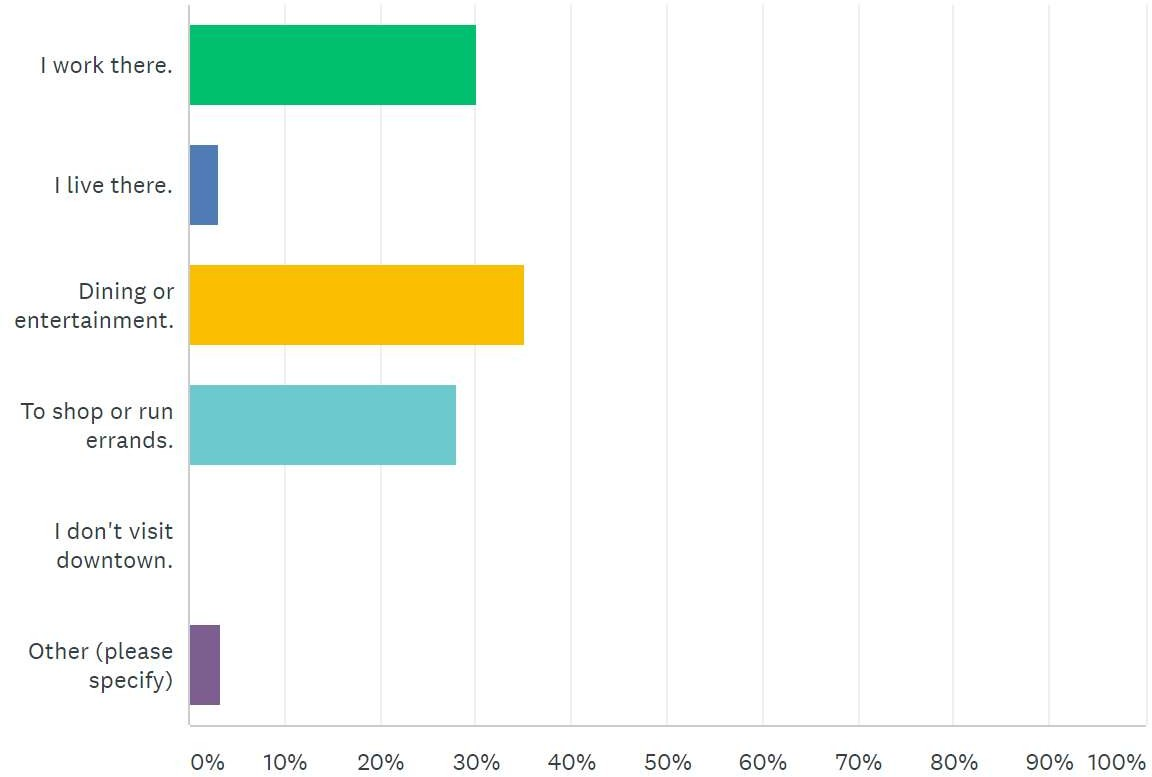 I work there.
I live there.
Dining or
entertainment.
To shop or run
errands.
I don't visit
downtown.
Other (please
specify)
0% 10% 20% 30% 40% 50% 60% 70% 80% 90% 100%